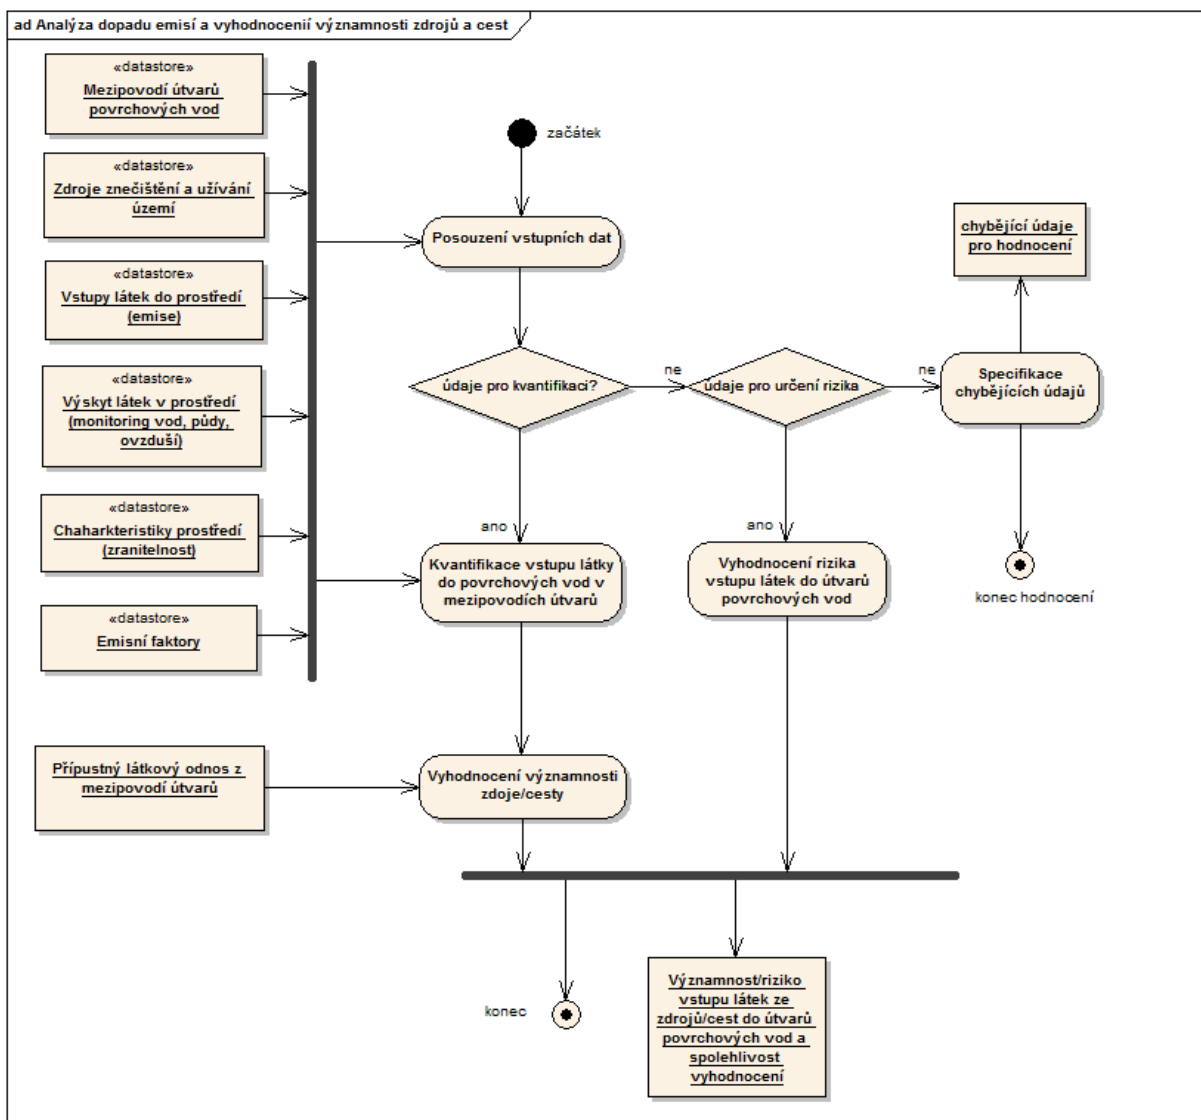 ad Analýza dopadu emisí a vyhodnocenií významnosti zdrojů a cest
«datastore»
Mezipovodí útvarů
povrchových vod
«datastore»
Zdroje znečištění a užívání
území
«datastore»
Vstupy látek do prostředí
(emise)
«datastore»
Výskyt látek v prostředí
(monitoring vod, půdy,
ovzduší)
«datastore»
Chaharkteristiky prostředí
(zranitelnost)
«datastore»
Emisní faktory
Přípustný látkový odnos z
mezipovodí útvarů
začátek
Posouzení vstupních dat
údaje pro kvantifikaci?
ne
údaje pro určení rizika
ne
Specifikace
chybějících údajů
chybějící údaje
pro hodnocení
konec hodnocení
ano
Kvantifikace vstupu látky
do povrchových vod v
mezipovodích útvarů
ano
Vyhodnocení rizika
vstupu látek do útvarů
povrchových vod
Vyhodnocení významnosti
zdoje/cesty
konec
Významnost/riziko
vstupu látek ze
zdrojů/cest do útvarů
povrchových vod a
spolehlivost
vyhodnocení